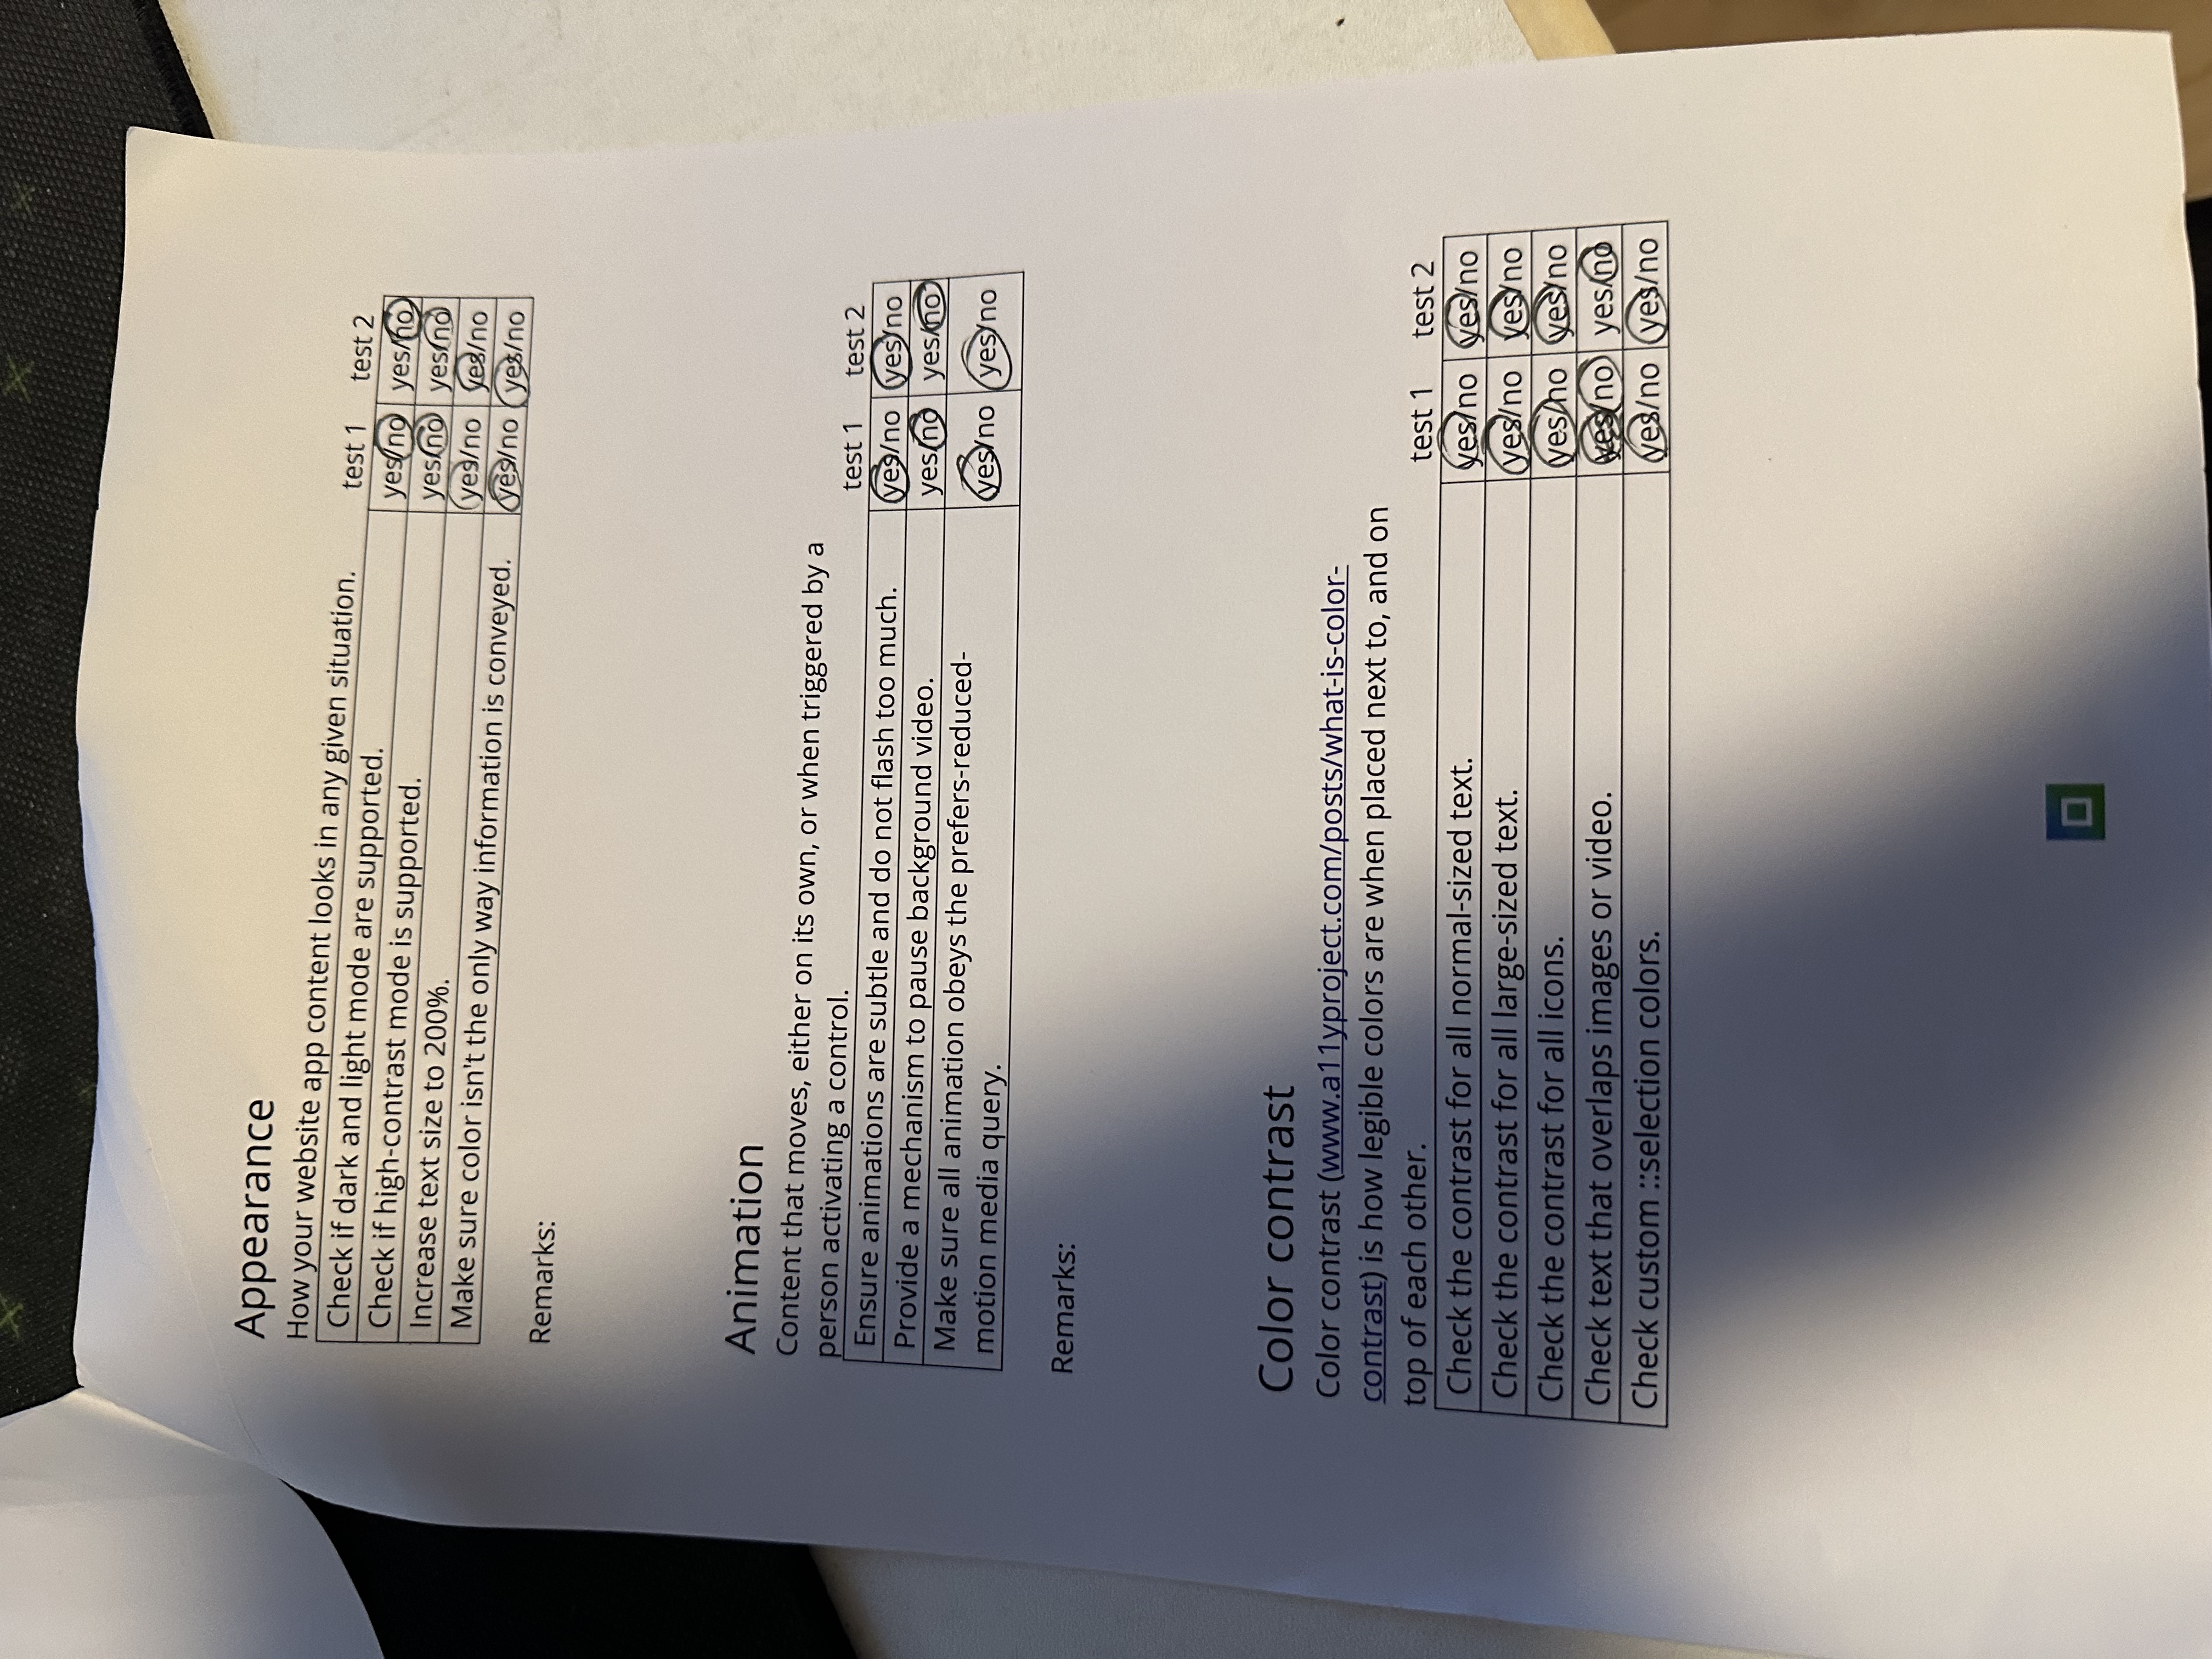 Appearance
How your website app content looks in any given situation.
test 1 test 2
Check if dark and light mode are supported. yes/no yes/no
Check if high-contrast mode is supported. yes/no yes/no
Increase text size to 200%. yes/no yes/no
Make sure color isn't the only way information is conveyed. yes/no yes/no
Remarks:
Animation
Content that moves, either on its own, or when triggered by a
person activating a control.
test 1 test 2
Ensure animations are subtle and do not flash too much. yes/no yes/no
Provide a mechanism to pause background video. yes/no yes/no
Make sure all animation obeys the prefers-reduced-
motion media query. yes/no yes/no
Remarks:
Color contrast
Color contrast (www.a11yproject.com/posts/what-is-color-
contrast) is how legible colors are when placed next to, and on
top of each other.
test 1 test 2
Check the contrast for all normal-sized text. yes/no yes/no
Check the contrast for all large-sized text. yes/no yes/no
Check the contrast for all icons. yes/no yes/no
Check text that overlaps images or video. yes/no yes/no
Check custom ::selection colors. yes/no yes/no